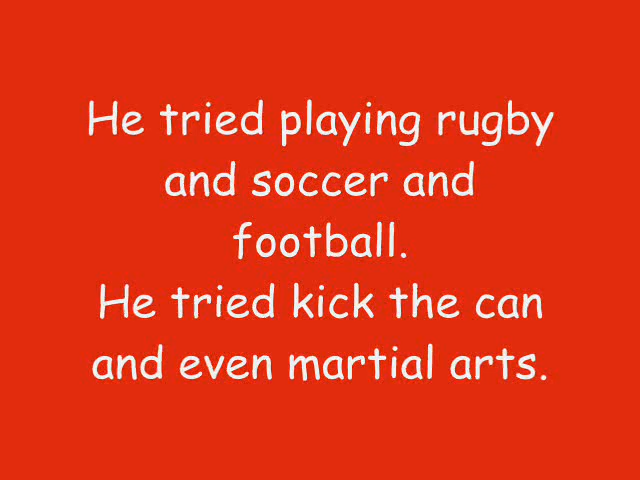 He tried playing rugby
and soccer and
football.
He tried kick the can
and even martial arts.